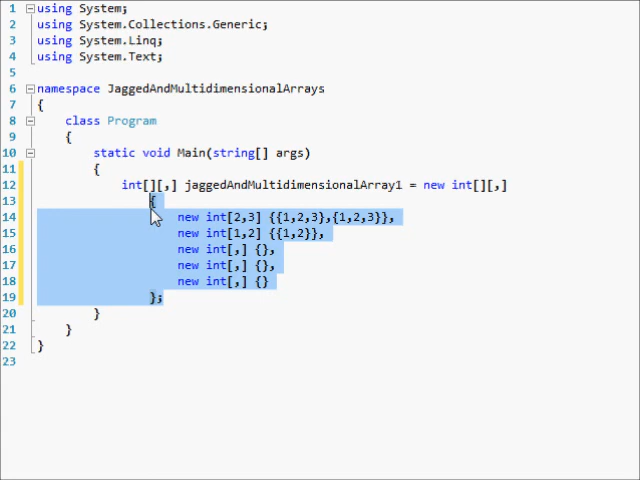 1 using System;
2 using System.Collections.Generic;
3 using System.Linq;
4 using System.Text;
5
6 namespace JaggedAndMultidimensionalArrays
7 {
8 class Program
9 {
10 static void Main(string[] args)
11 {
12 int[][,] jaggedAndMultidimensionalArray1 = new int[][,]
13 {
14 new int[2,3] {{1,2,3},{1,2,3}},
15 new int[1,2] {{1,2}},
16 new int[,] {},
17 new int[,] {},
18 new int[,] {}
19 };
20 }
21 }
22 }
23